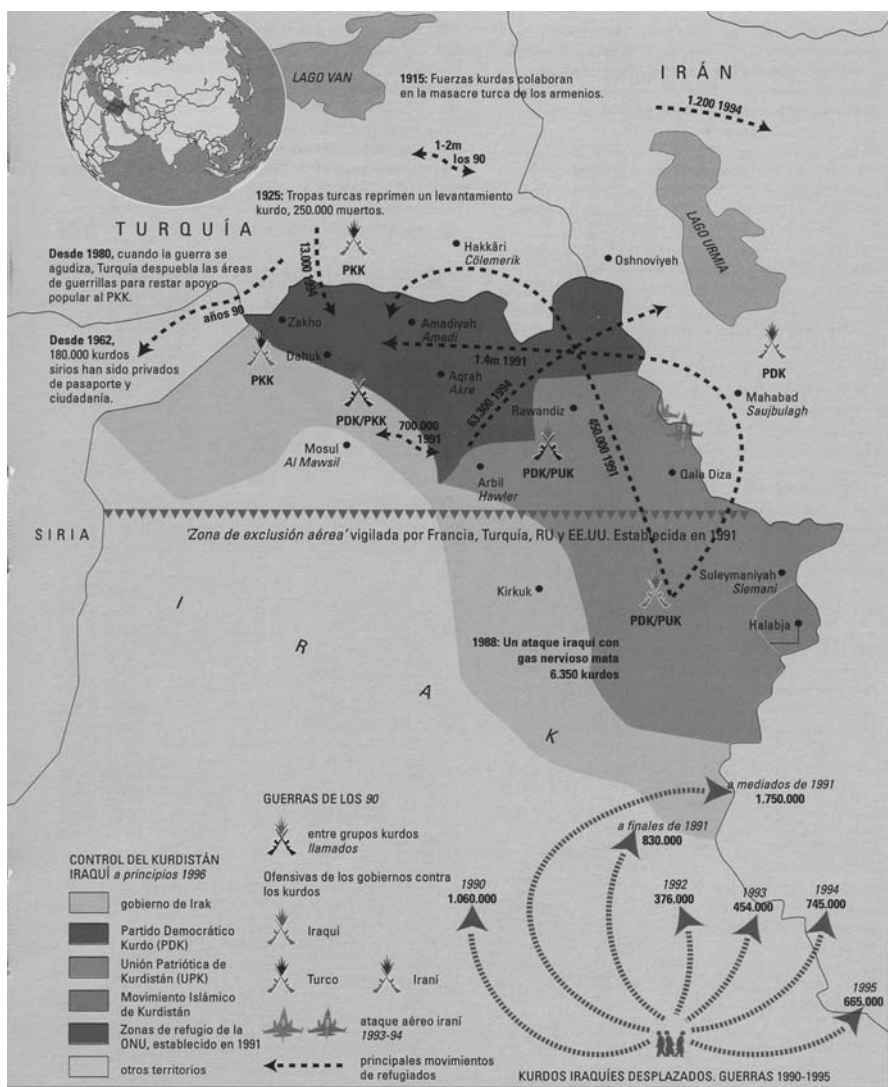 LAGO VAN
1915: Fuerzas kurdas colaboran
en la masacre turca de los armenios.
IRÁN
1.200 1994
1-2m
los 90
1925: Tropas turcas reprimen un levantamiento
kurdo, 250.000 muertos.
TURQUÍA
LAGO URMIA
Desde 1980, cuando la guerra se
agudiza, Turquía despuebla las áreas
de guerrillas para restar apoyo
popular al PKK.
13.000 1994
PKK
Hakkâri
Cölemerik
Oshnoviyeh
años 90
Desde 1962,
180.000 kurdos
sirios han sido privados
de pasaporte y
ciudadanía.
Zakho
Amadiyah
Amedi
Dahuk
PKK
1.4m 1991
PDK
Aqrah
Akra
63.300 1994
Mahabad
Saujbulagh
PDK/PKK
700.000
1991
Rawandiz
450.000 1991
Mosul
Al Mawsil
PDK/PUK
Arbil
Hawler
Qala Diza
SIRIA
'Zona de exclusión aérea' vigilada por Francia, Turquía, RU y EE.UU. Establecida en 1991
Kirkuk
Suleymaniyah
Slemani
PDK/PUK
Halabja
IRAK
1988: Un ataque iraquí con
gas nervioso mata
6.350 kurdos
GUERRAS DE LOS 90
entre grupos kurdos
llamados
Ofensivas de los gobiernos contra
los kurdos
Iraquí
Turco
Iraní
ataque aéreo iraní
1993-94
principales movimientos
de refugiados
CONTROL DEL KURDISTÁN
IRAQUÍ a principios 1996
gobierno de Irak
Partido Democrático
Kurdo (PDK)
Unión Patriótica de
Kurdistán (UPK)
Movimiento Islámico
de Kurdistán
Zonas de refugio de la
ONU, establecido en 1991
otros territorios
a mediados de 1991
1.750.000
a finales de 1991
830.000
1990
1.060.000
1992
376.000
1993
454.000
1994
745.000
1995
665.000
KURDOS IRAQUÍES DESPLAZADOS. GUERRAS 1990-1995